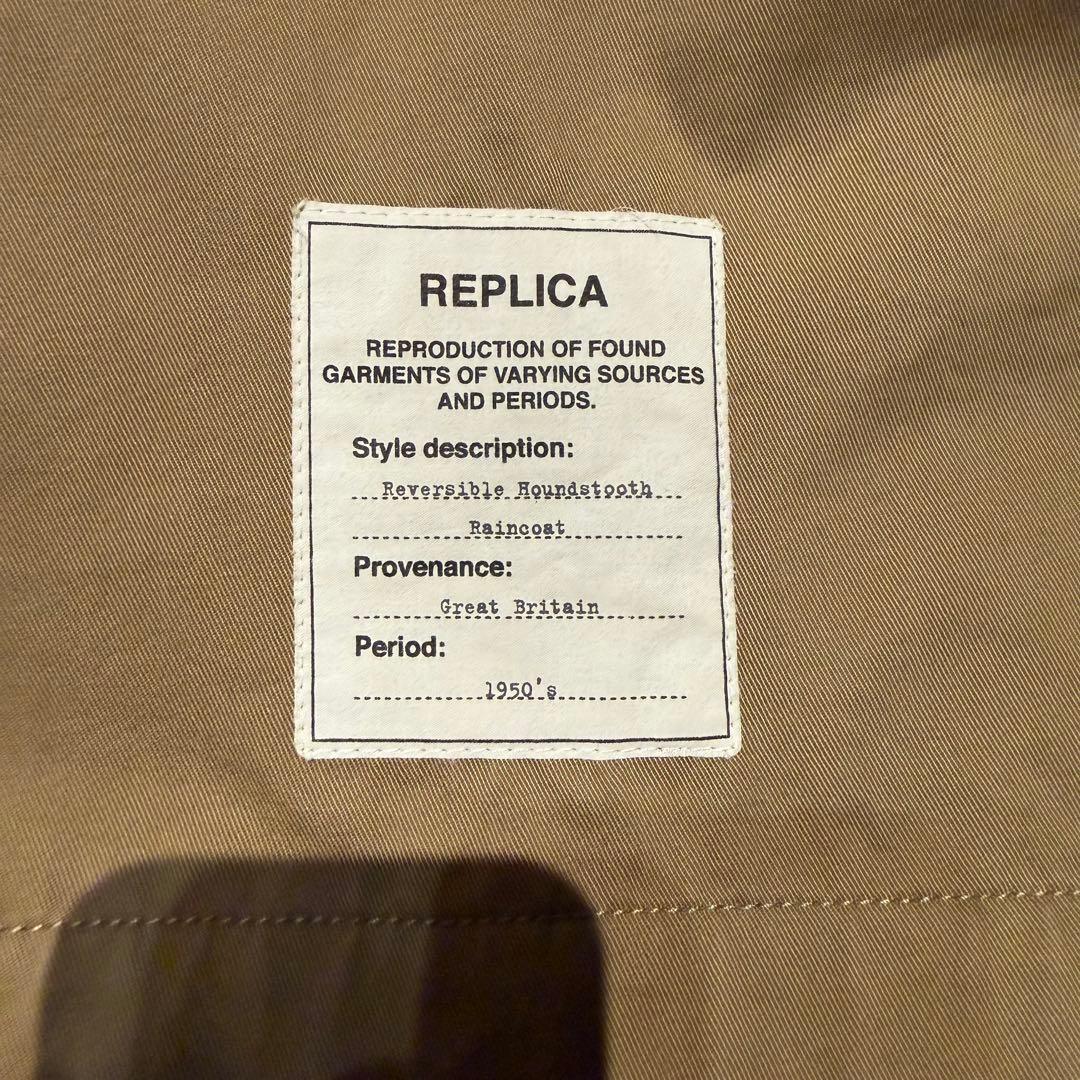 REPLICA
REPRODUCTION OF FOUND
GARMENTS OF VARYING SOURCES
AND PERIODS.
Style description:
Reversible Houndstooth
Raincoat
Provenance:
Great Britain
Period:
1950's